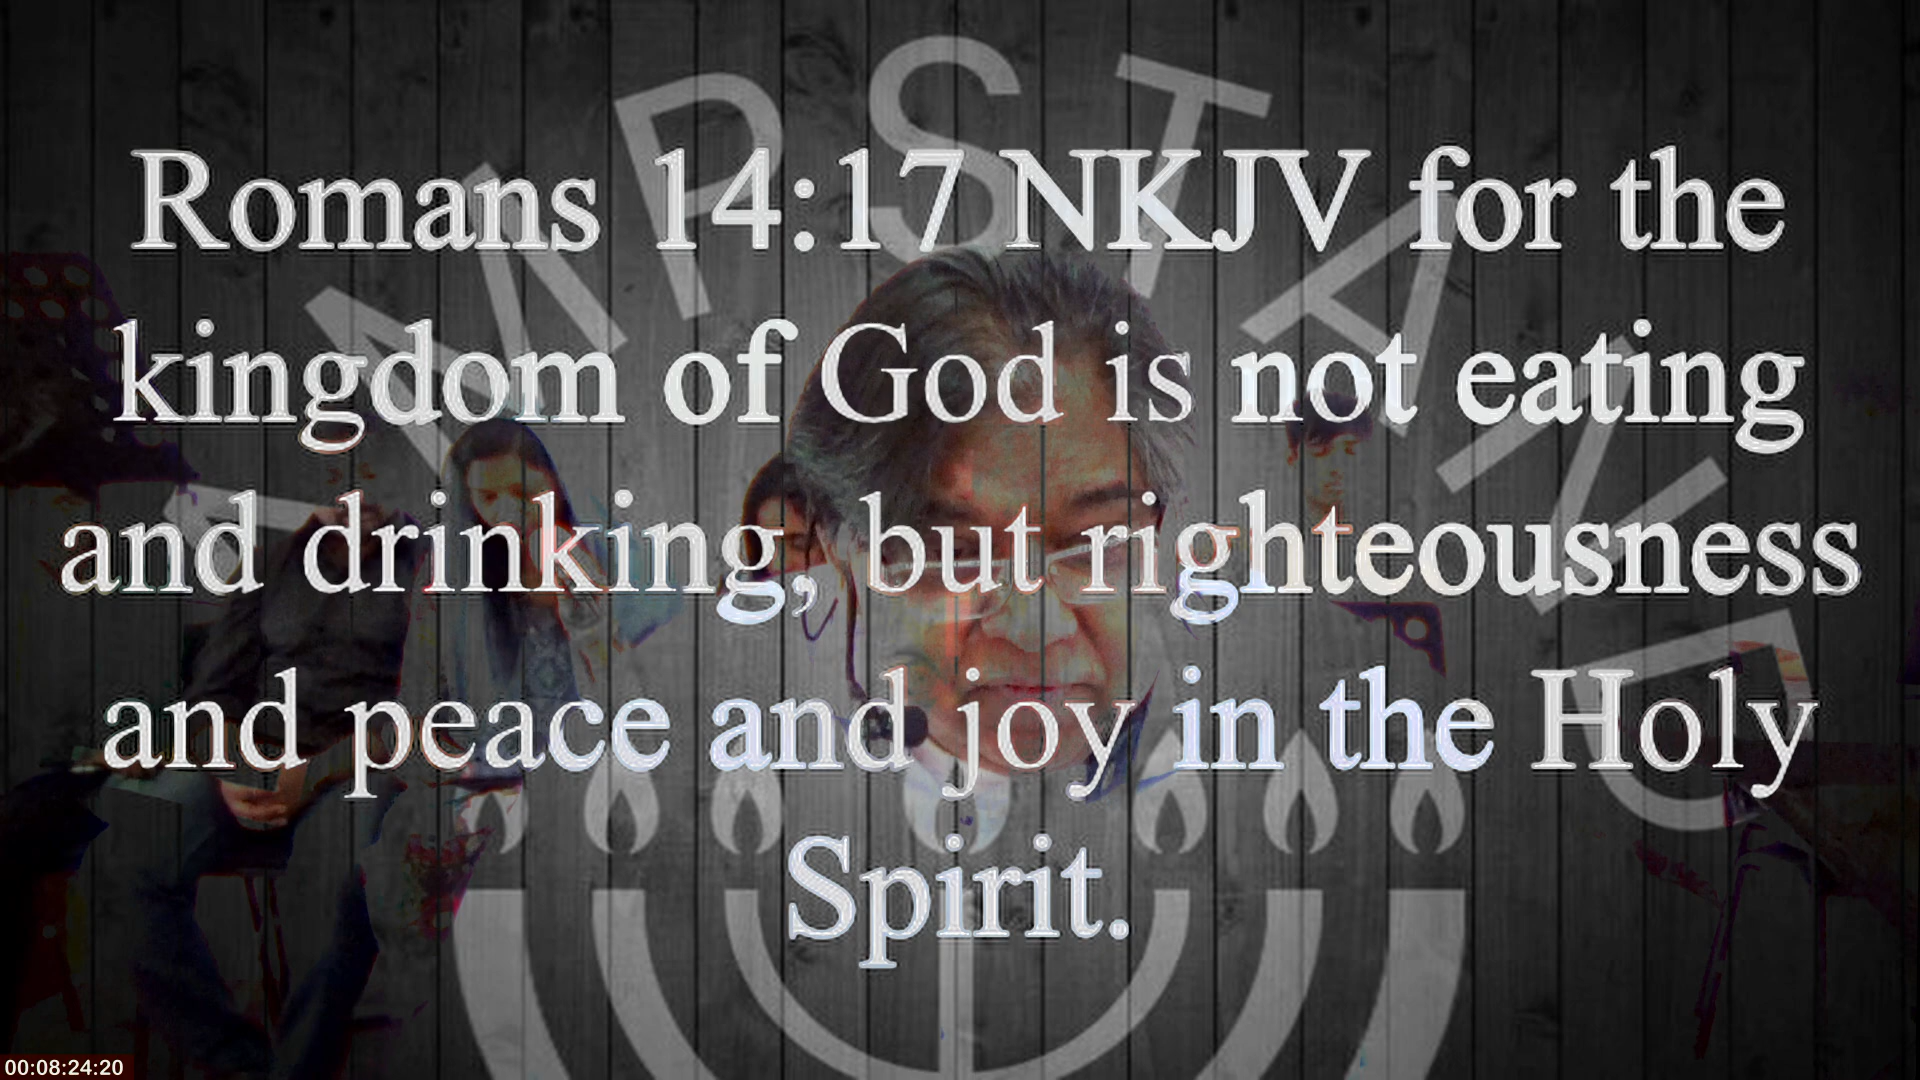 LAMPSTAND
Romans 14:17 NKJV for the
kingdom of God is not eating
and drinking, but righteousness
and peace and joy in the Holy
Spirit.
00:08:24:20